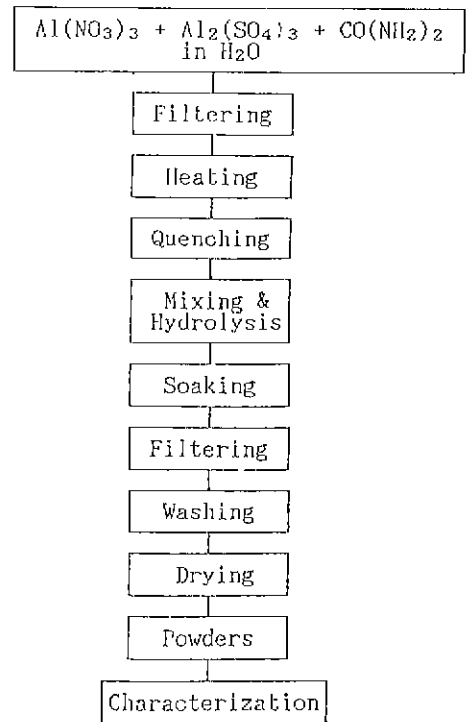 Al(NO3)3 + Al2(SO4)3 + CO(NH2)2
in H2O
Filtering
Heating
Quenching
Mixing &
Hydrolysis
Soaking
Filtering
Washing
Drying
Powders
Characterization